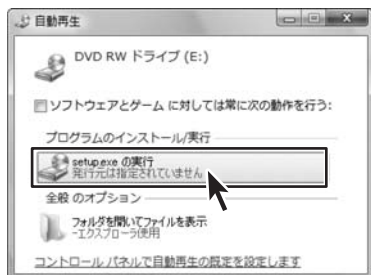 自動再生
DVD RW ドライブ (E:)
ソフトウェアとゲーム に対しては常に次の動作を行う:
プログラムのインストール/実行
setup.exe の実行
発行元は指定されていません
全般 のオプション
フォルダを開いてファイルを表示
-エクスプローラ使用
コントロール パネルで自動再生の既定を設定します